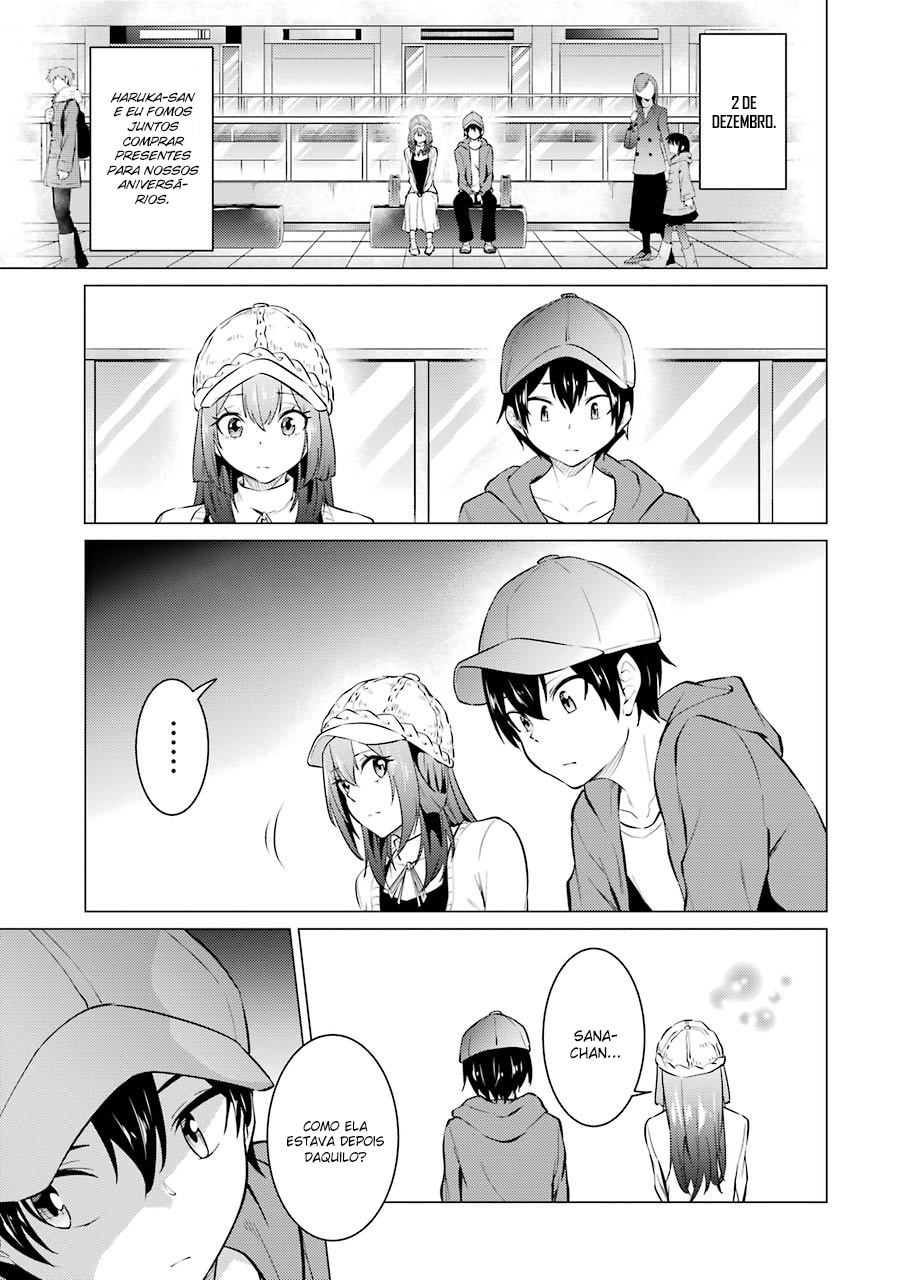 2 DE
DEZEMBRO.
HARUKA-SAN
E EU FOMOS
JUNTOS
COMPRAR
PRESENTES
PARA NOSSOS
ANIVERSÁ-
RIOS.
......
SANA-
CHAN...
COMO ELA
ESTAVA DEPOIS
DAQUILO?